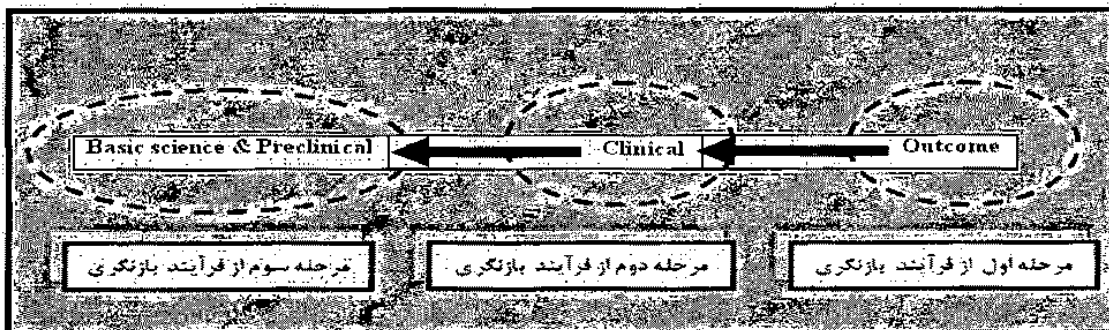 Basic science & Preclinical Clinical Outcome
مرحله اول از فرآیند بازنگری
مرحله دوم از فرآیند بازنگری
مرحله سوم از فرآیند بازنگری